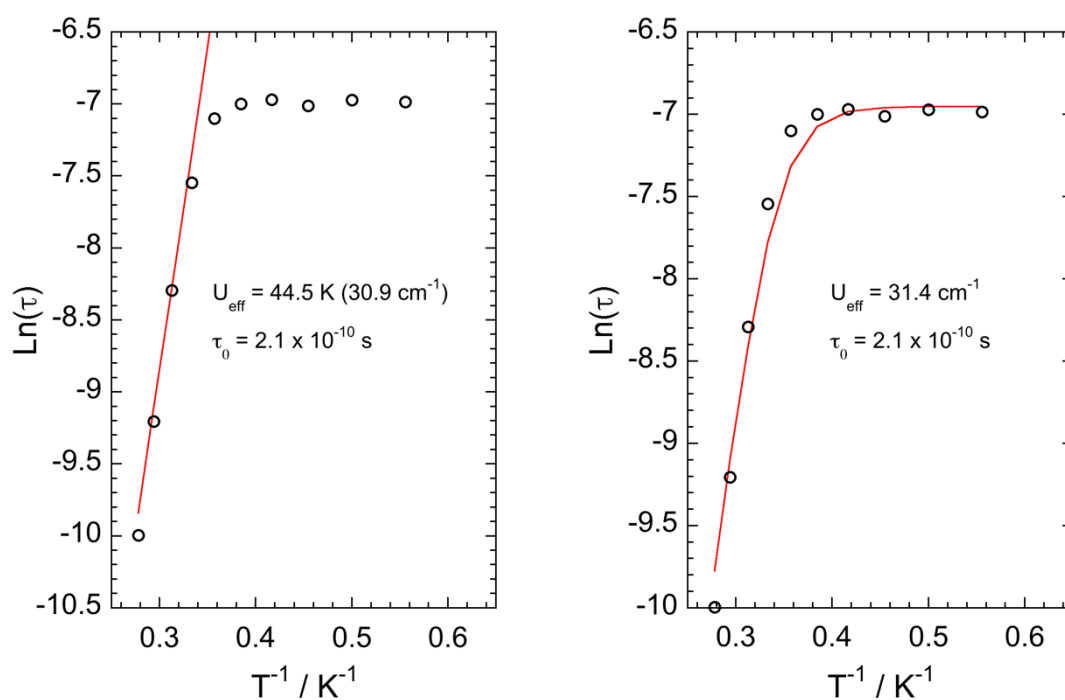 -6.5
-7
-7.5
-8
-8.5
-9
-9.5
-10
-10.5
Ln(τ)
U_eff = 44.5 K (30.9 cm⁻¹)
τ₀ = 2.1 x 10⁻¹⁰ s
0.3 0.4 0.5 0.6
T⁻¹ / K⁻¹
-6.5
-7
-7.5
-8
-8.5
-9
-9.5
-10
Ln(τ)
U_eff = 31.4 cm⁻¹
τ₀ = 2.1 x 10⁻¹⁰ s
0.3 0.4 0.5 0.6
T⁻¹ / K⁻¹